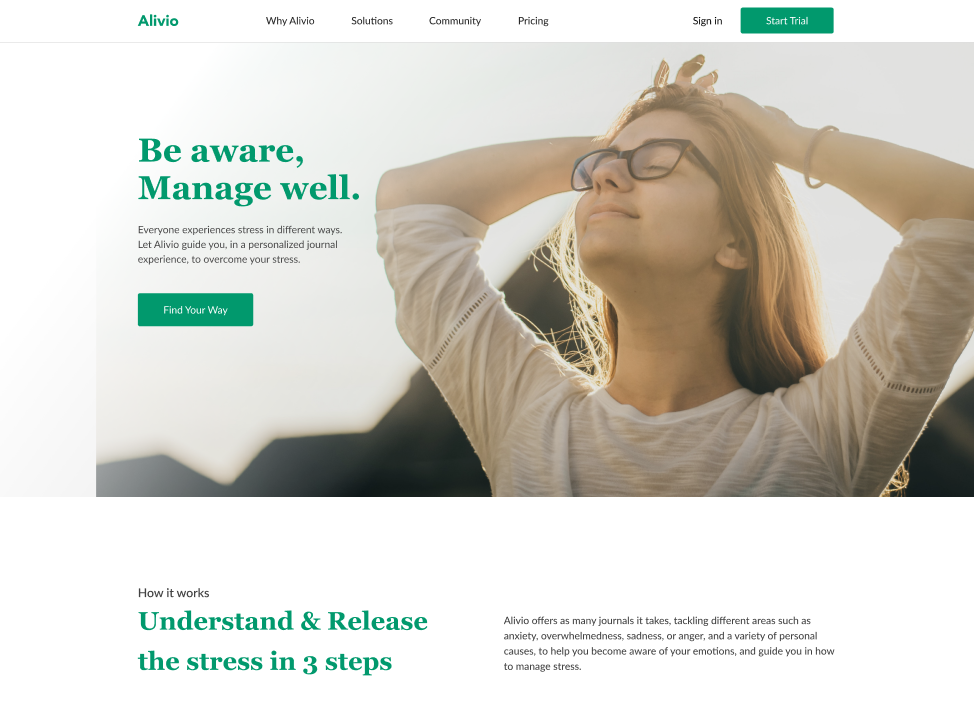 Alivio
Why Alivio
Solutions
Community
Pricing
Sign in
Start Trial
Be aware,
Manage well.
Everyone experiences stress in different ways.
Let Alivio guide you, in a personalized journal
experience, to overcome your stress.
Find Your Way
How it works
Understand & Release
the stress in 3 steps
Alivio offers as many journals it takes, tackling different areas such as
anxiety, overwhelmedness, sadness, or anger, and a variety of personal
causes, to help you become aware of your emotions, and guide you in how
to manage stress.